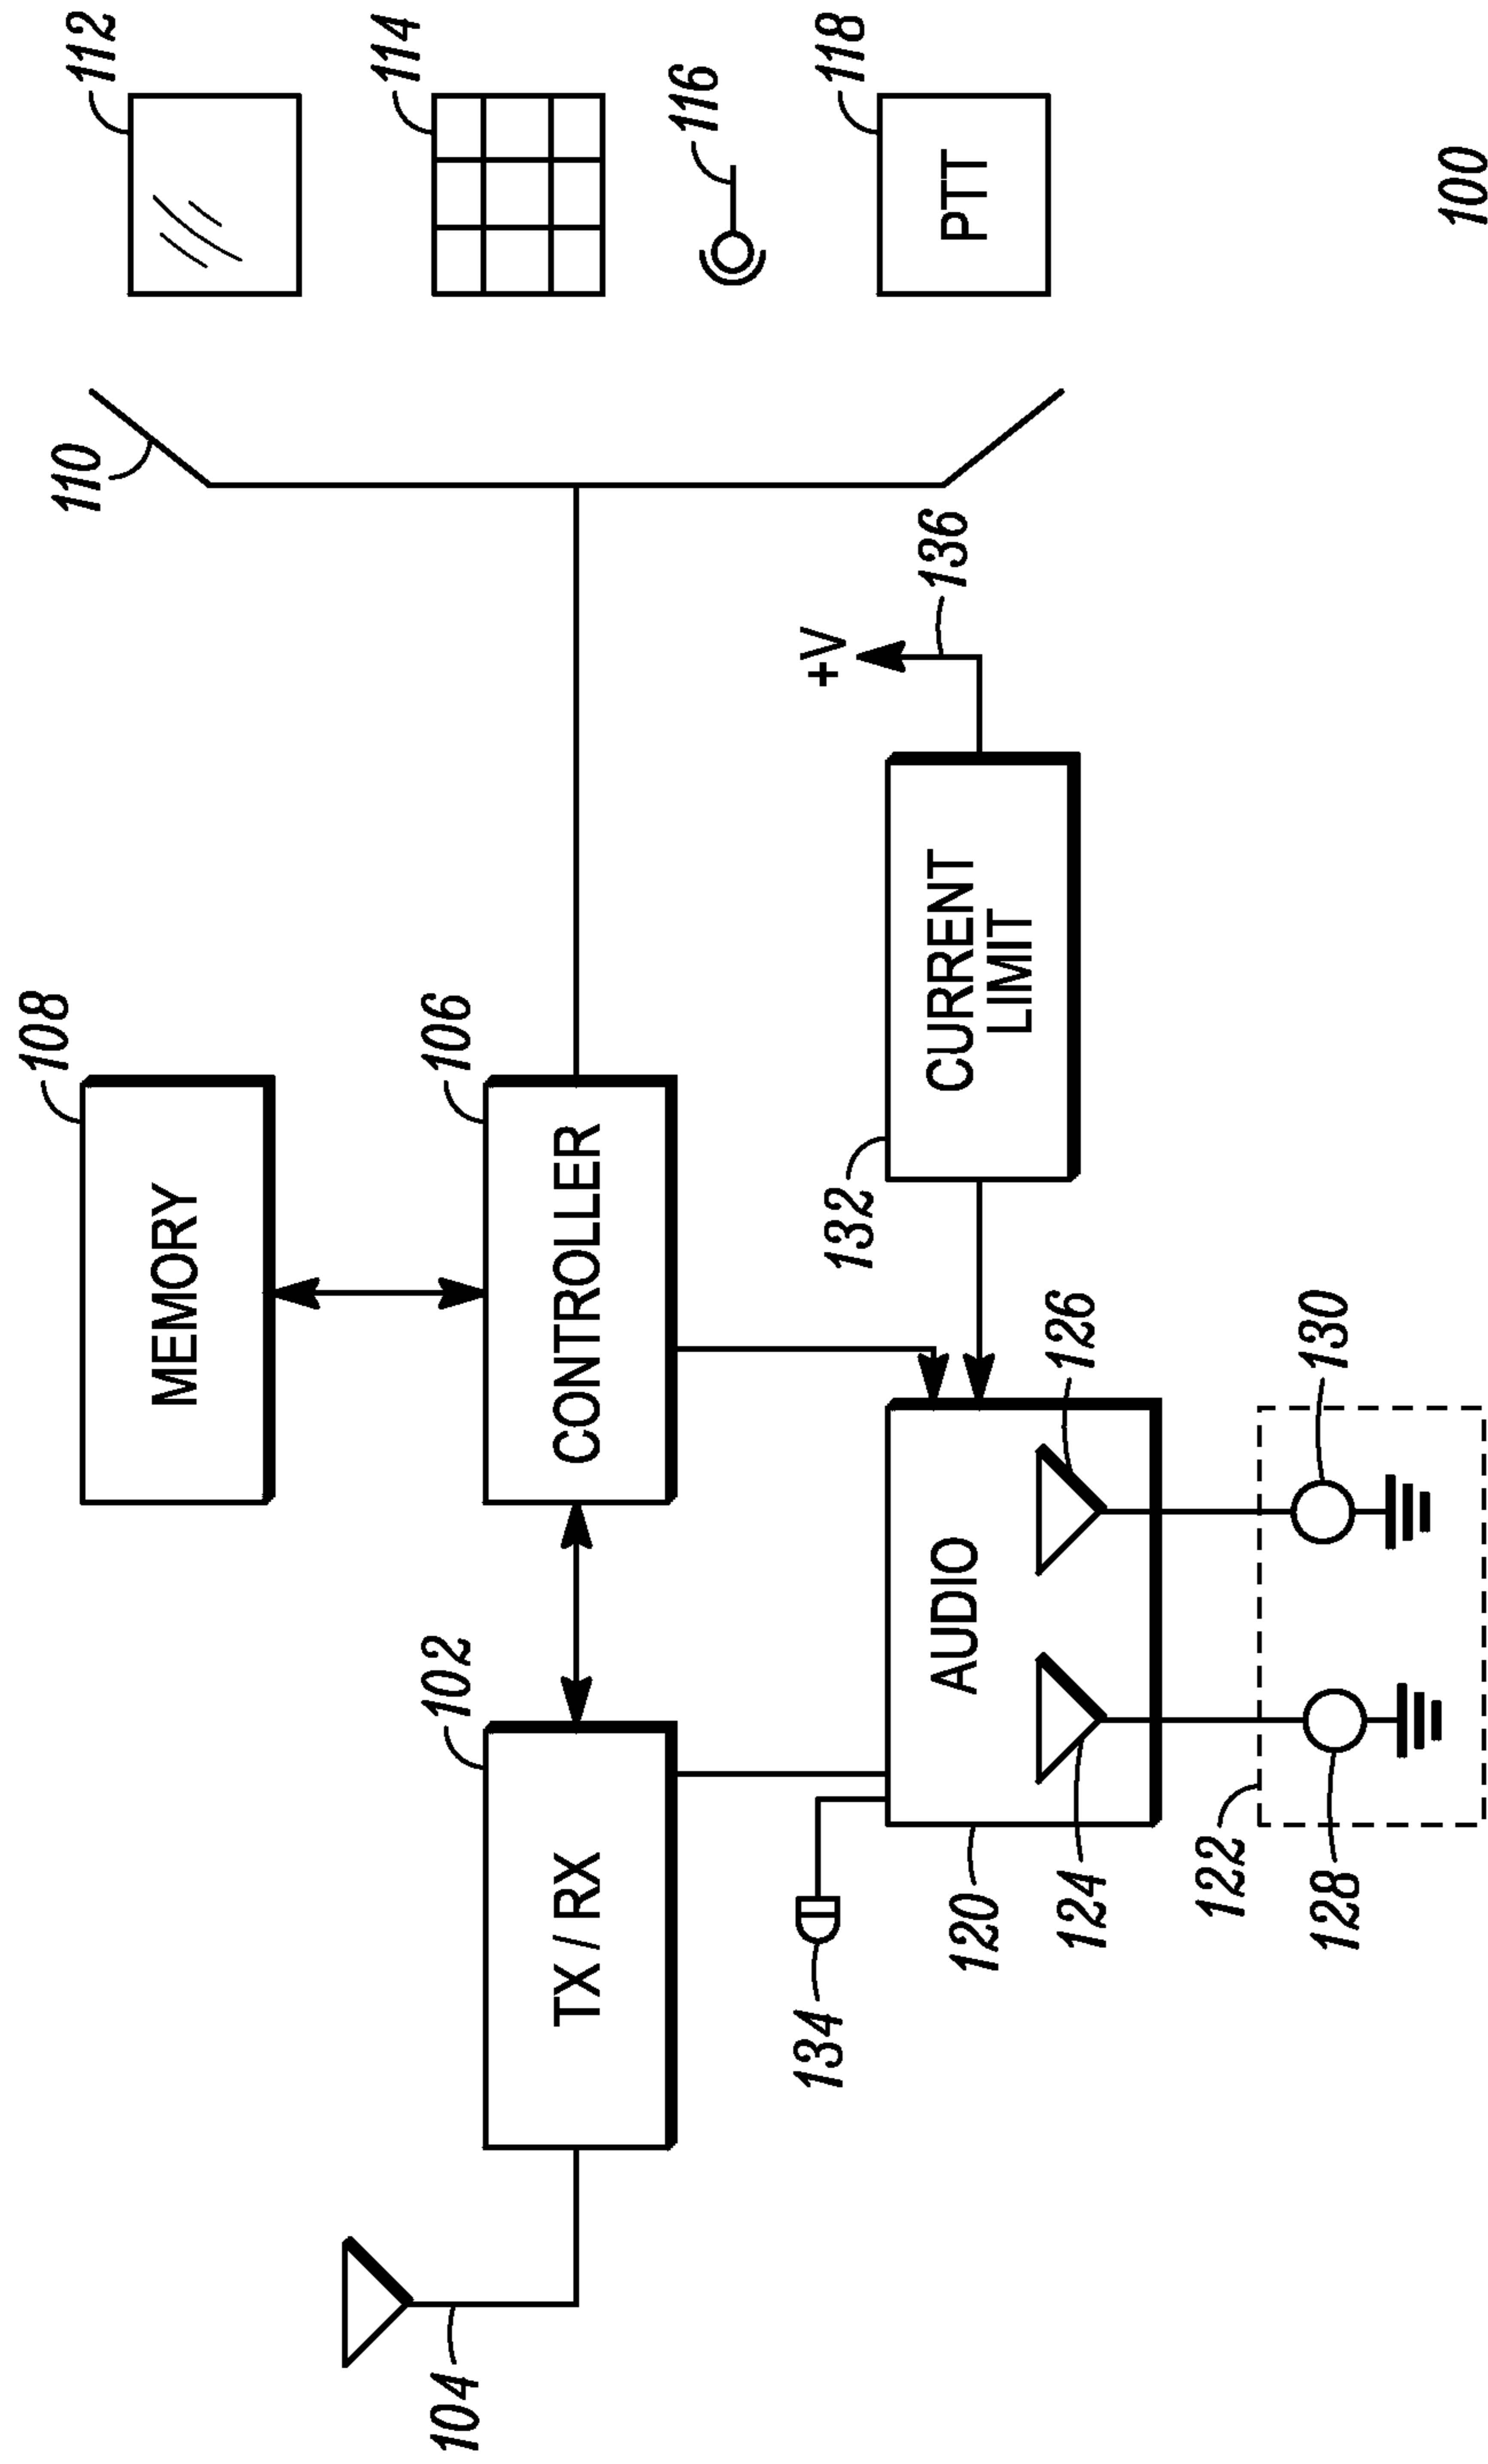 108
MEMORY
112
104
102
TX / RX
106
CONTROLLER
110
114
134
132
+V
136
116
120
AUDIO
CURRENT
LIMIT
118
PTT
124
126
122
128
130
100